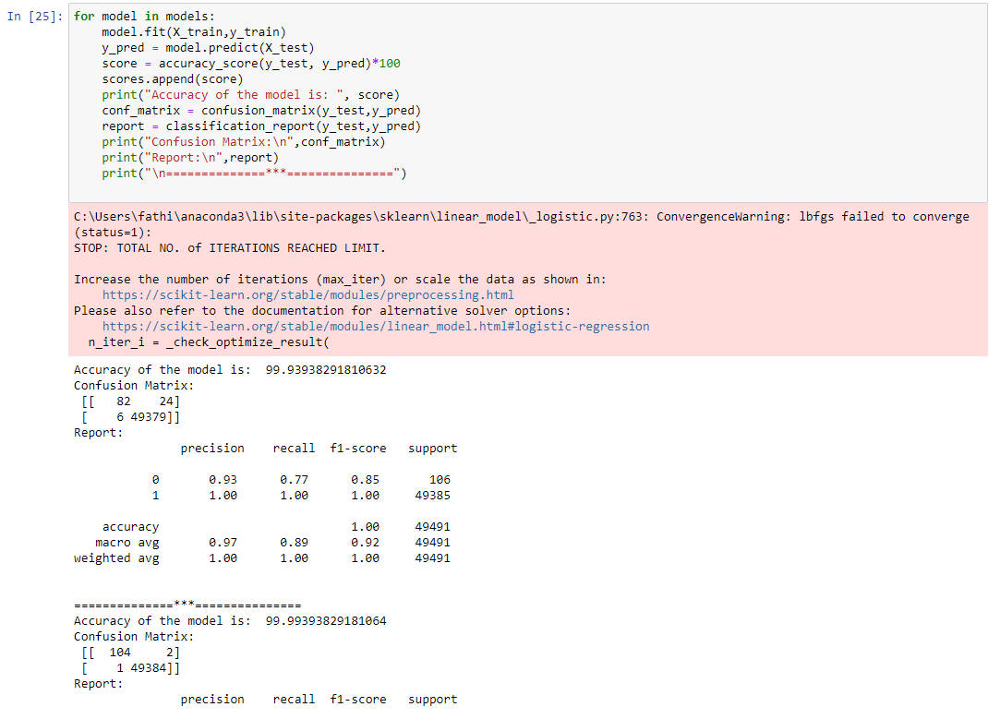 In [25]: for model in models:
    model.fit(X_train,y_train)
    y_pred = model.predict(X_test)
    score = accuracy_score(y_test, y_pred)*100
    scores.append(score)
    print("Accuracy of the model is: ", score)
    conf_matrix = confusion_matrix(y_test,y_pred)
    report = classification_report(y_test,y_pred)
    print("Confusion Matrix:\n",conf_matrix)
    print("Report:\n",report)
    print("\n==============***===============")
C:\Users\fathi\anaconda3\lib\site-packages\sklearn\linear_model\_logistic.py:763: ConvergenceWarning: lbfgs failed to converge
(status=1):
STOP: TOTAL NO. of ITERATIONS REACHED LIMIT.

Increase the number of iterations (max_iter) or scale the data as shown in:
    https://scikit-learn.org/stable/modules/preprocessing.html
Please also refer to the documentation for alternative solver options:
    https://scikit-learn.org/stable/modules/linear_model.html#logistic-regression
  n_iter_i = _check_optimize_result(
Accuracy of the model is:  99.93938291810632
Confusion Matrix:
 [[   82    24]
 [    6 49379]]
Report:
               precision    recall  f1-score   support

           0       0.93      0.77      0.85       106
           1       1.00      1.00      1.00     49385

    accuracy                           1.00     49491
   macro avg       0.97      0.89      0.92     49491
weighted avg       1.00      1.00      1.00     49491


==============***===============
Accuracy of the model is:  99.99393829181064
Confusion Matrix:
 [[  104     2]
 [    1 49384]]
Report:
               precision    recall  f1-score   support